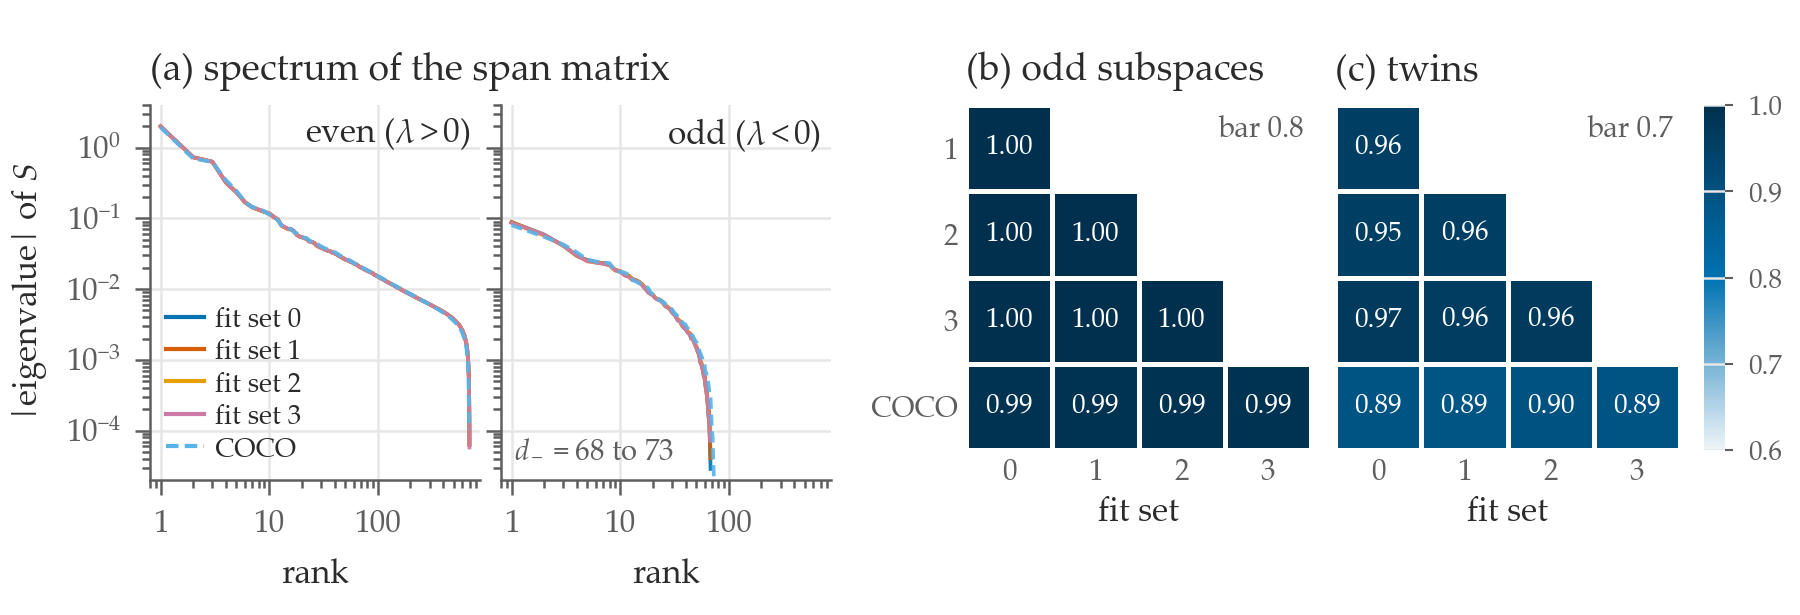 (a) spectrum of the span matrix
|eigenvalue| of S
10⁰
10⁻¹
10⁻²
10⁻³
10⁻⁴
even (λ>0)
fit set 0
fit set 1
fit set 2
fit set 3
COCO
1 10 100
rank
odd (λ<0)
d₋ = 68 to 73
1 10 100
rank
(b) odd subspaces
bar 0.8
1 1.00
2 1.00 1.00
3 1.00 1.00 1.00
COCO 0.99 0.99 0.99 0.99
0 1 2 3
fit set
(c) twins
bar 0.7
0.96
0.95 0.96
0.97 0.96 0.96
0.89 0.89 0.90 0.89
0 1 2 3
fit set
1.0
0.9
0.8
0.7
0.6